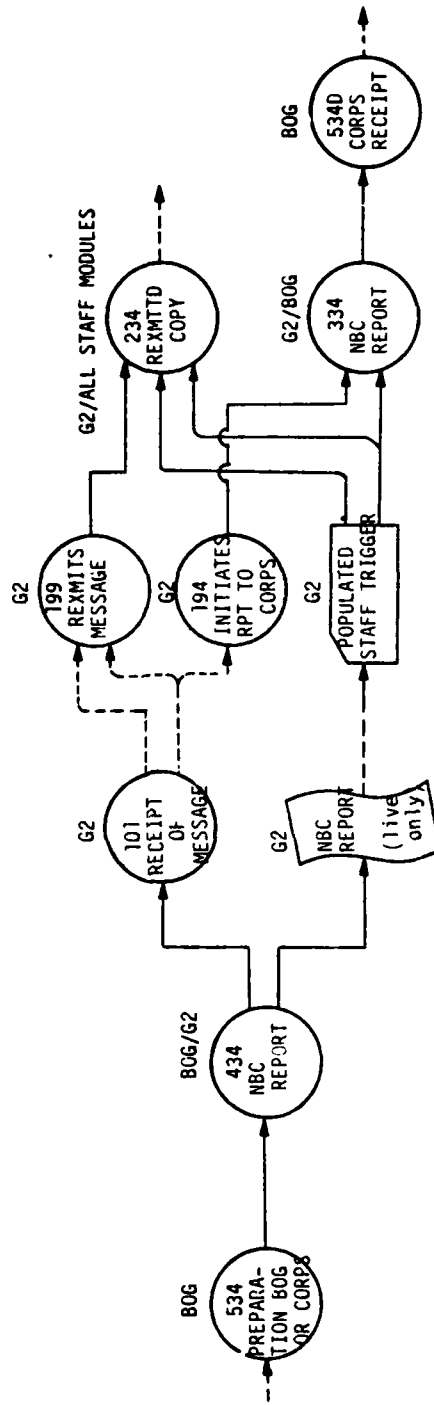 BOG
534
PREPARA-
TION BOG
OR CORPS
BOG/G2
434
NBC
REPORT
G2
101
RECEIPT
OF
MESSAGE
G2
NBC
REPORT
(live
only)
G2
199
REXMITS
MESSAGE
G2
194
INITIATES
RPT TO
CORPS
G2
POPULATED
STAFF TRIGGER
G2/ALL STAFF MODULES
234
REXMTTD
COPY
G2/BOG
334
NBC
REPORT
BOG
534D
CORPS
RECEIPT